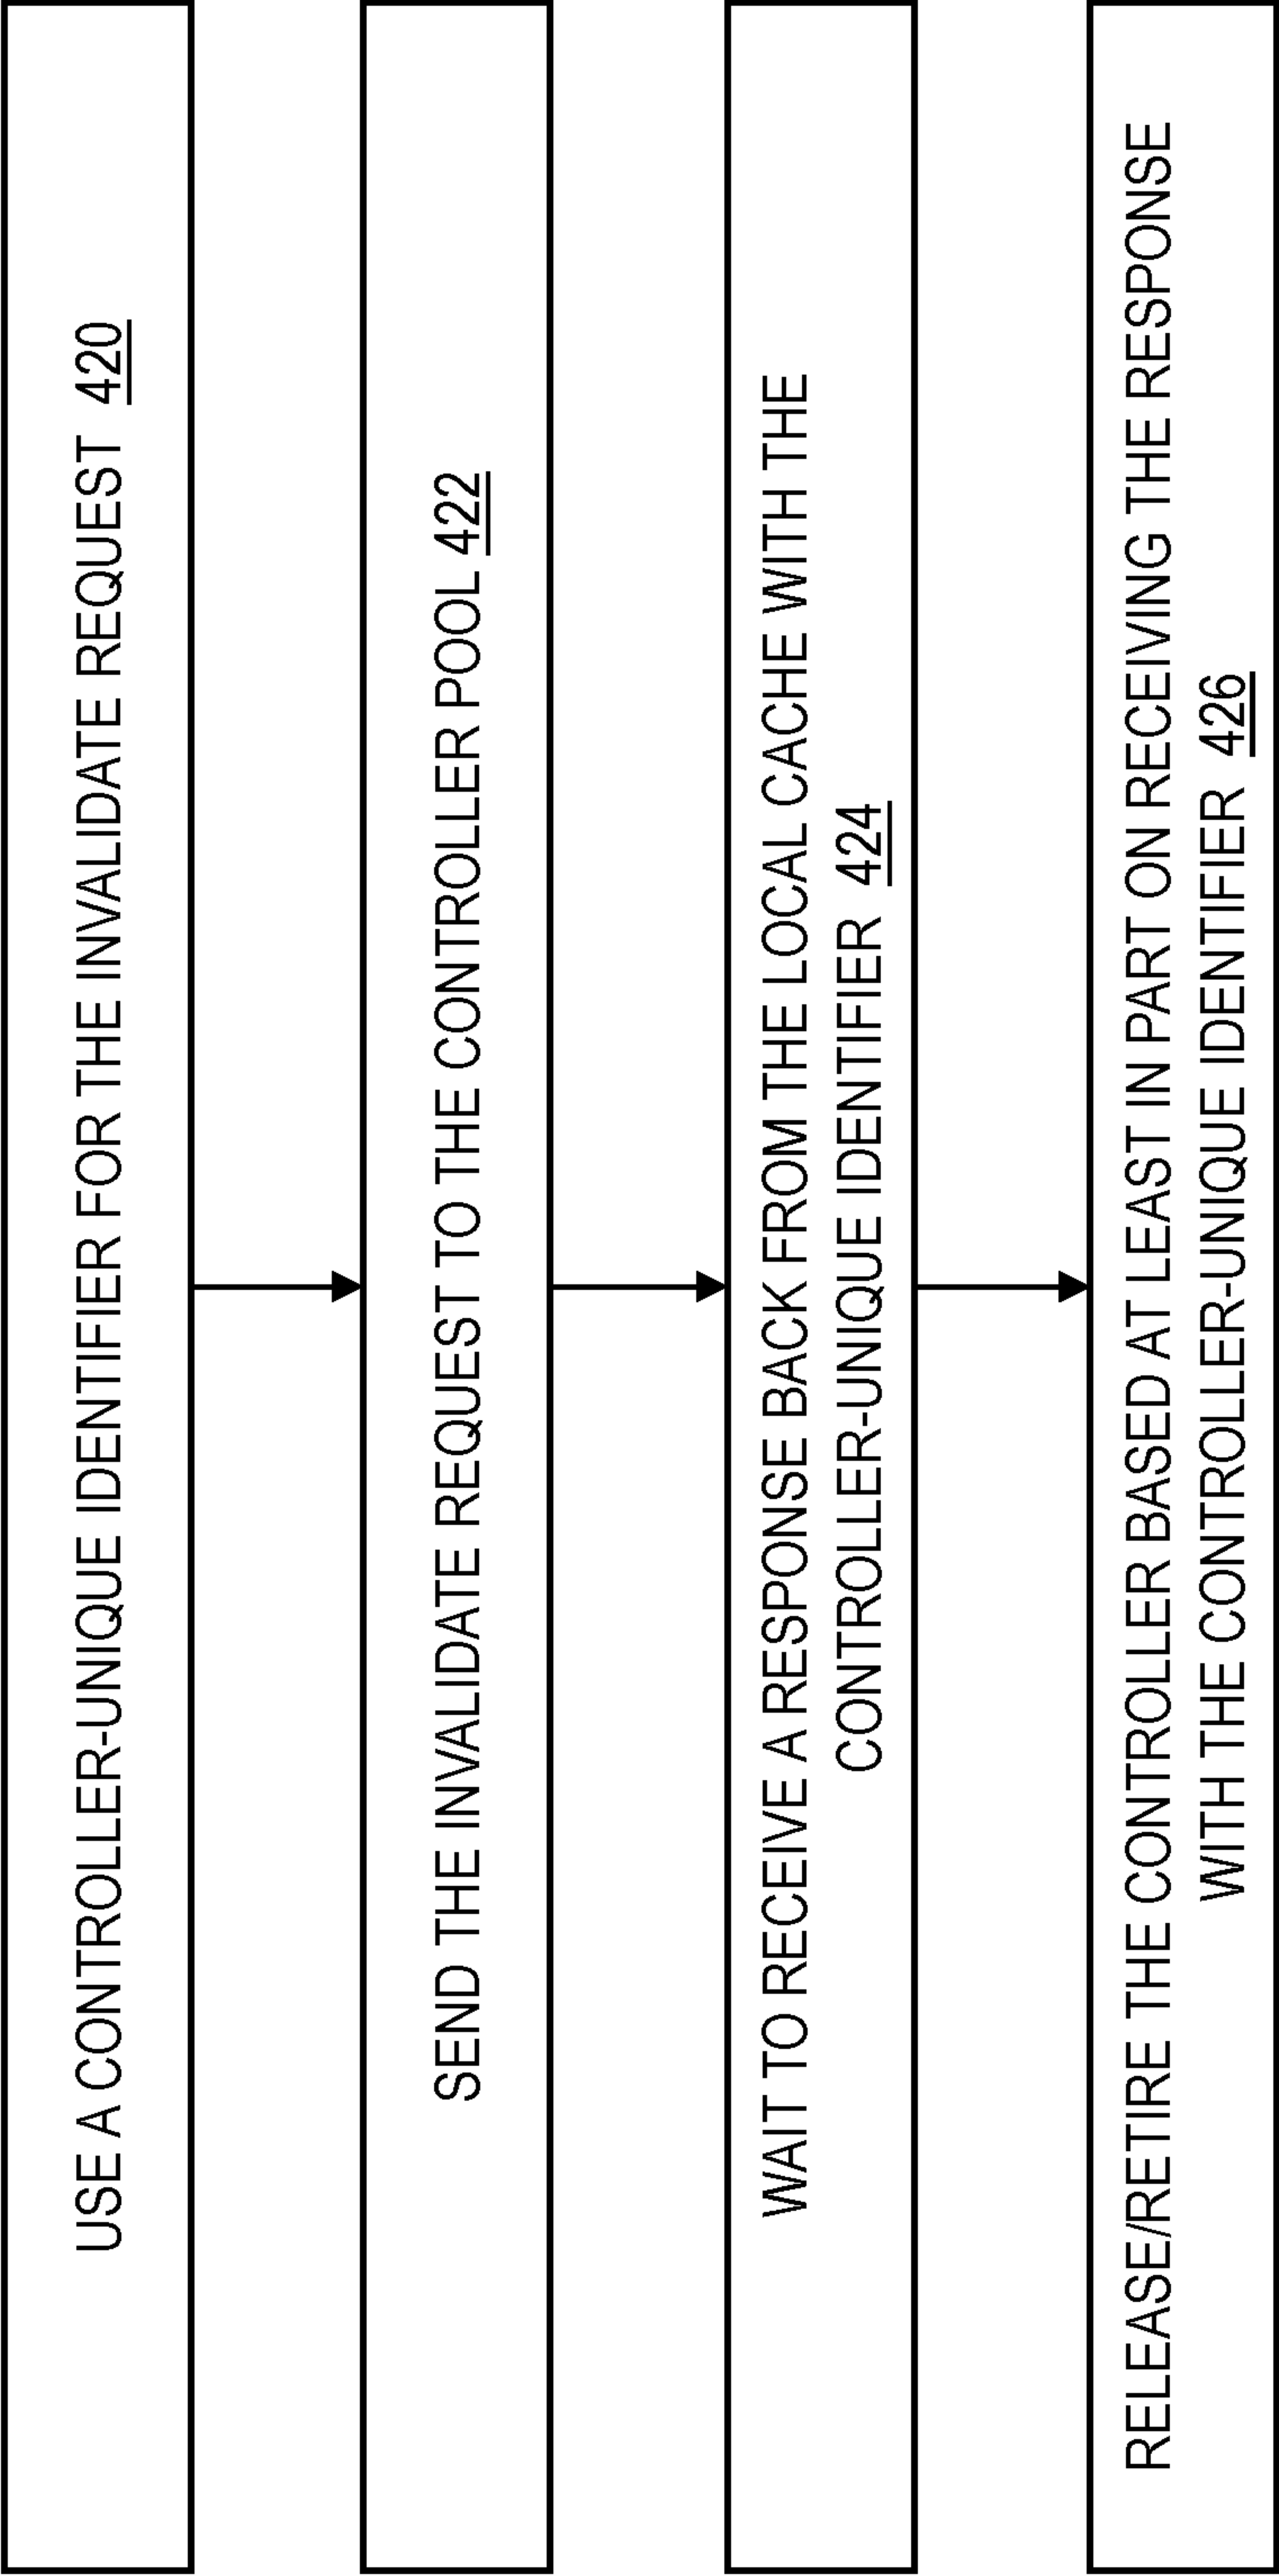 USE A CONTROLLER-UNIQUE IDENTIFIER FOR THE INVALIDATE REQUEST 420
SEND THE INVALIDATE REQUEST TO THE CONTROLLER POOL 422
WAIT TO RECEIVE A RESPONSE BACK FROM THE LOCAL CACHE WITH THE
CONTROLLER-UNIQUE IDENTIFIER 424
RELEASE/RETIRE THE CONTROLLER BASED AT LEAST IN PART ON RECEIVING THE RESPONSE
WITH THE CONTROLLER-UNIQUE IDENTIFIER 426